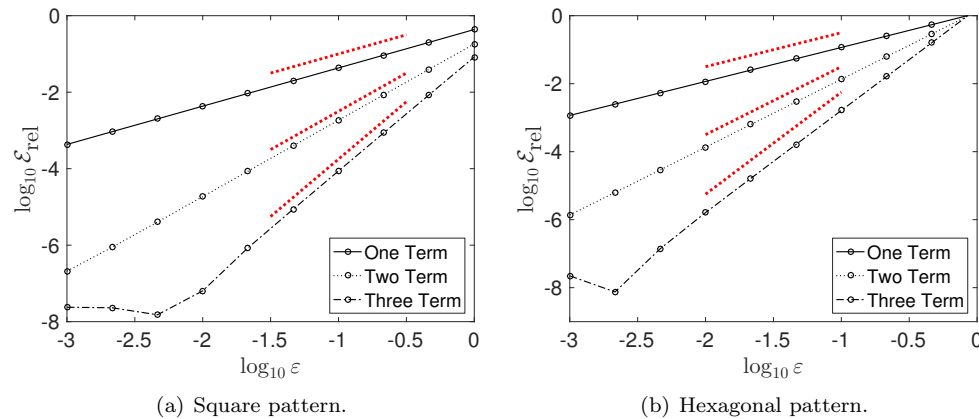 0
-2
-4
-6
-8
-3
-2.5
-2
-1.5
-1
-0.5
0
log₁₀ ℰ_rel
log₁₀ ε
One Term
Two Term
Three Term
(a) Square pattern.
0
-2
-4
-6
-8
-3
-2.5
-2
-1.5
-1
-0.5
0
log₁₀ ℰ_rel
log₁₀ ε
One Term
Two Term
Three Term
(b) Hexagonal pattern.